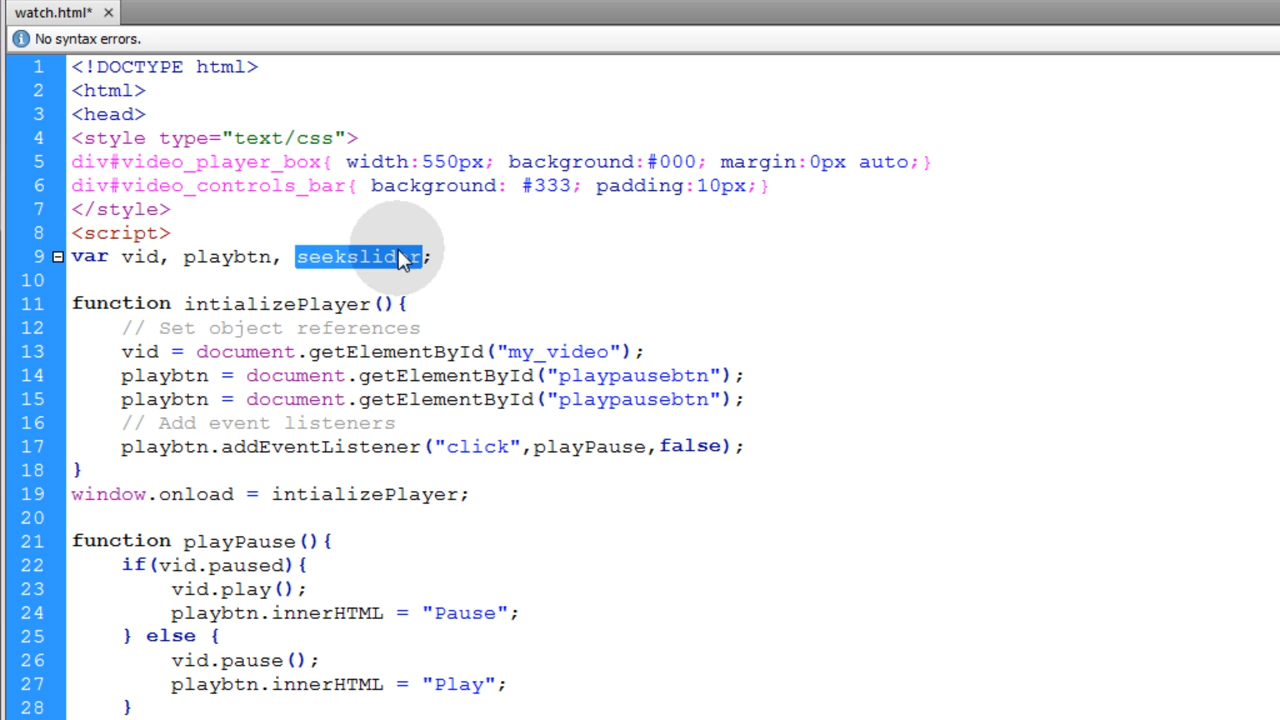 watch.html* ×
No syntax errors.
1 <!DOCTYPE html>
2 <html>
3 <head>
4 <style type="text/css">
5 div#video_player_box{ width:550px; background:#000; margin:0px auto;}
6 div#video_controls_bar{ background: #333; padding:10px;}
7 </style>
8 <script>
9 var vid, playbtn, seekslider;
10
11 function intializePlayer(){
12 // Set object references
13 vid = document.getElementById("my_video");
14 playbtn = document.getElementById("playpausebtn");
15 playbtn = document.getElementById("playpausebtn");
16 // Add event listeners
17 playbtn.addEventListener("click",playPause,false);
18 }
19 window.onload = intializePlayer;
20
21 function playPause(){
22 if(vid.paused){
23 vid.play();
24 playbtn.innerHTML = "Pause";
25 } else {
26 vid.pause();
27 playbtn.innerHTML = "Play";
28 }